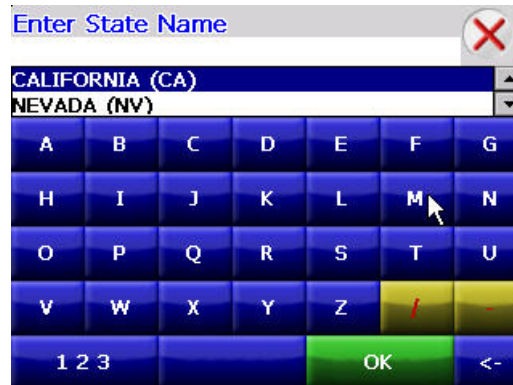 Enter State Name
CALIFORNIA (CA)
NEVADA (NV)
A B C D E F G
H I J K L M N
O P Q R S T U
V W X Y Z / -
1 2 3 OK <-